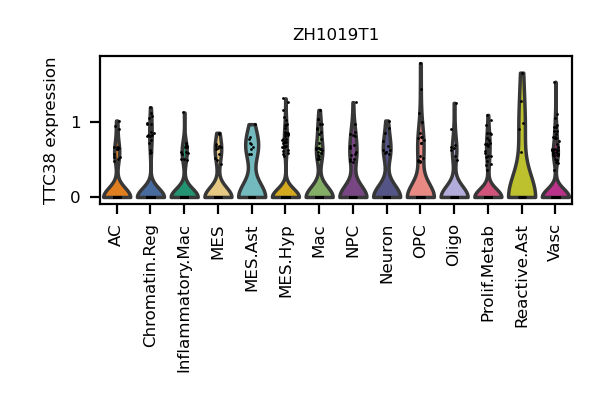 ZH1019T1
TTC38 expression
1
0
AC
Chromatin.Reg
Inflammatory.Mac
MES
MES.Ast
MES.Hyp
Mac
NPC
Neuron
OPC
Oligo
Prolif.Metab
Reactive.Ast
Vasc